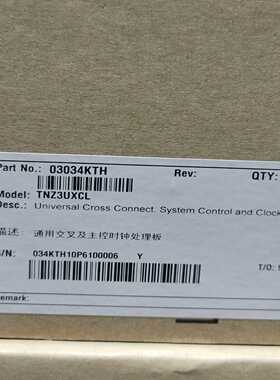 Part No.: 03034KTH Rev: QTY:
Model: TNZ3UXCL
Desc.: Universal Cross Connect. System Control and Clock
描述: 通用交叉及主控时钟处理板
S/N: 034KTH10P6100006 Y T/O:
Remark: